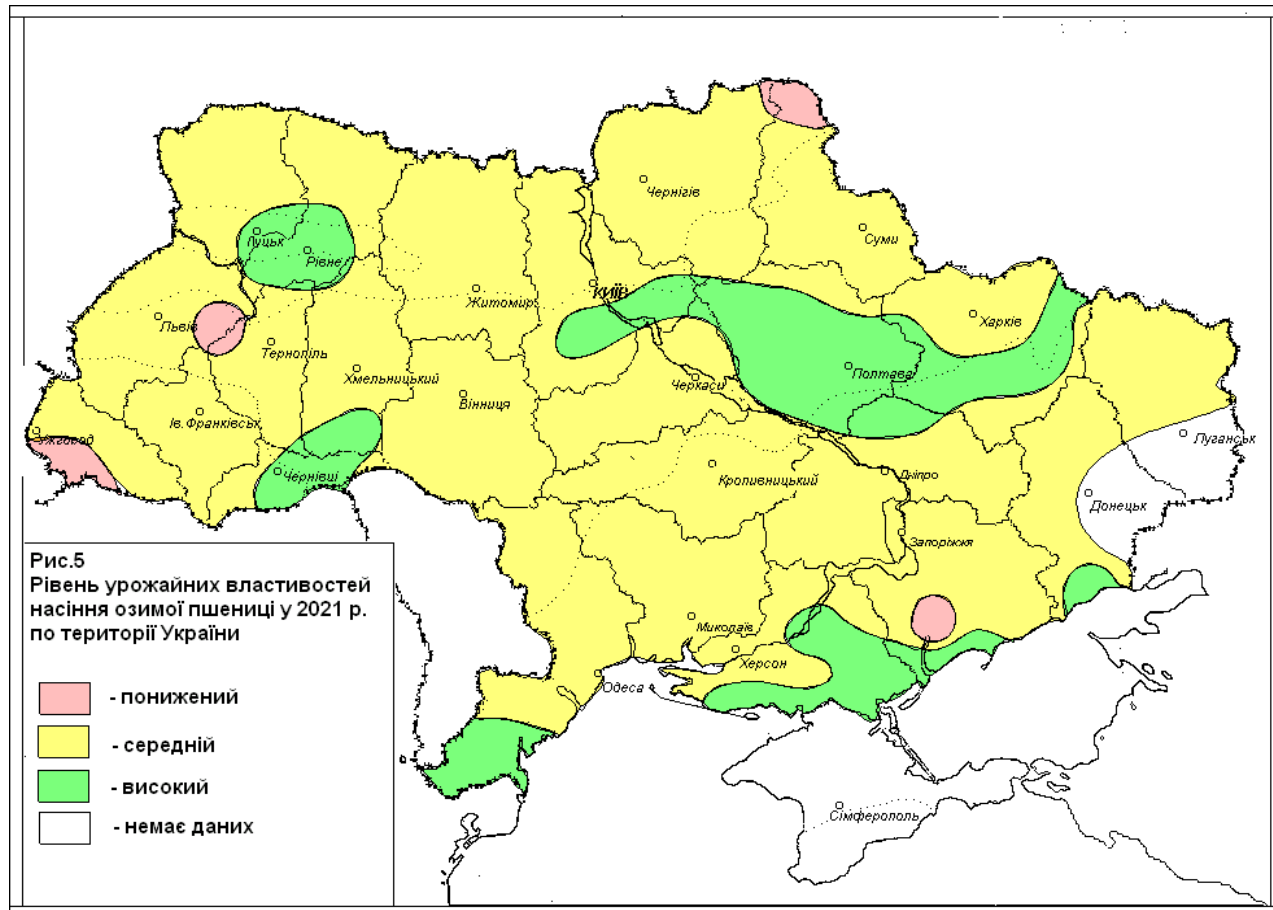 Чернігів
Суми
Луцьк
Рівне
КИЇВ
Житомир
Харків
Львів
Тернопіль
Полтава
Хмельницький
Черкаси
Вінниця
Ів.Франківськ
Ужгород
Луганськ
Чернівці
Кропивницький
Дніпро
Донецьк
Запоріжжя
Миколаїв
Херсон
Одеса
Сімферополь
Рис.5
Рівень урожайних властивостей
насіння озимої пшениці у 2021 р.
по території України
- понижений
- середній
- високий
- немає даних